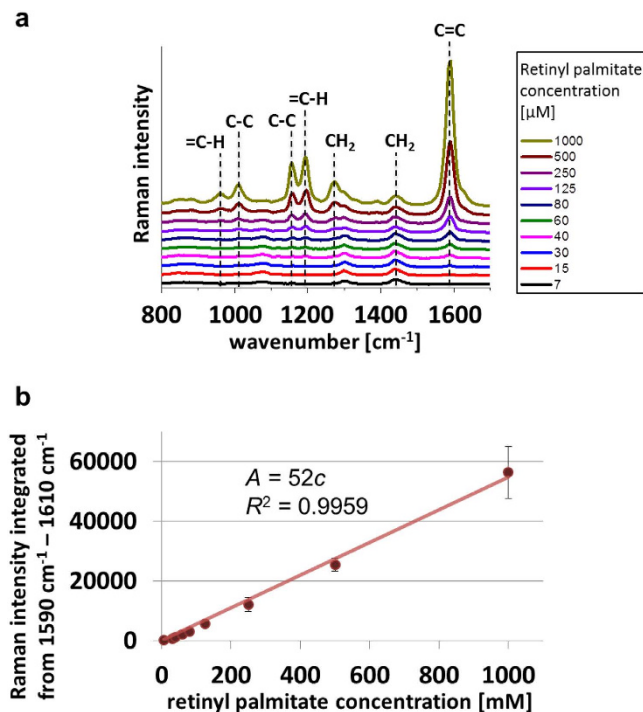 a
C=C
=C-H
C-C
C-C
=C-H
CH₂
CH₂
Raman intensity
800 1000 1200 1400 1600
wavenumber [cm⁻¹]
Retinyl palmitate
concentration
[µM]
1000
500
250
125
80
60
40
30
15
7
b
Raman intensity integrated
from 1590 cm⁻¹ – 1610 cm⁻¹
60000
40000
20000
0
A = 52c
R² = 0.9959
0 200 400 600 800 1000
retinyl palmitate concentration [mM]